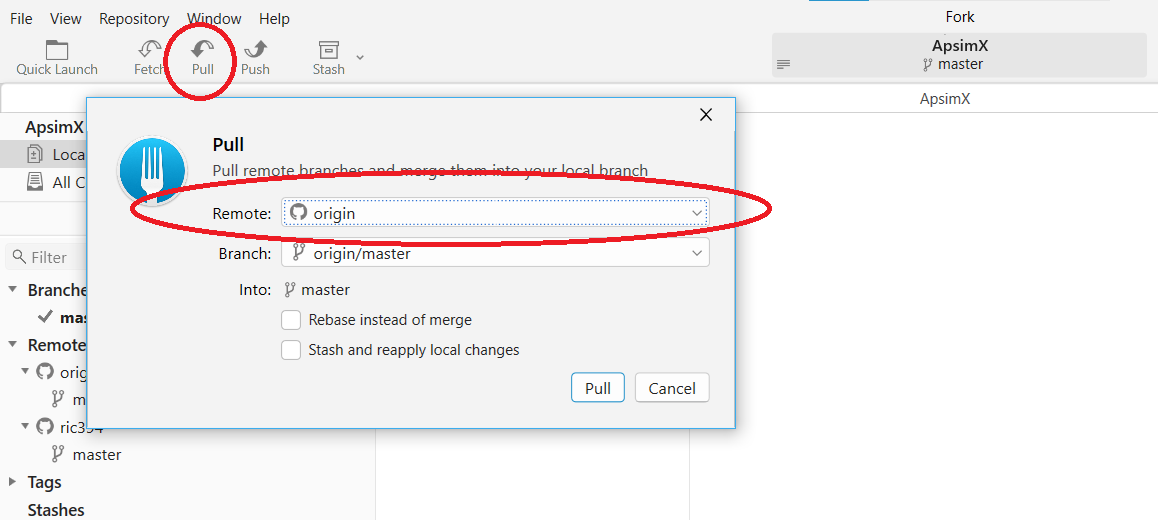 File View Repository Window Help
Fork
Quick Launch Fetch Pull Push Stash
ApsimX
master
ApsimX
ApsimX
Pull
Pull remote branches and merge them into your local branch
Loca
All C
Remote: origin
Branch: origin/master
Filter
Into: master
Branche
mas
Rebase instead of merge
Remote
Stash and reapply local changes
orig
Pull Cancel
m
ric394
master
Tags
Stashes